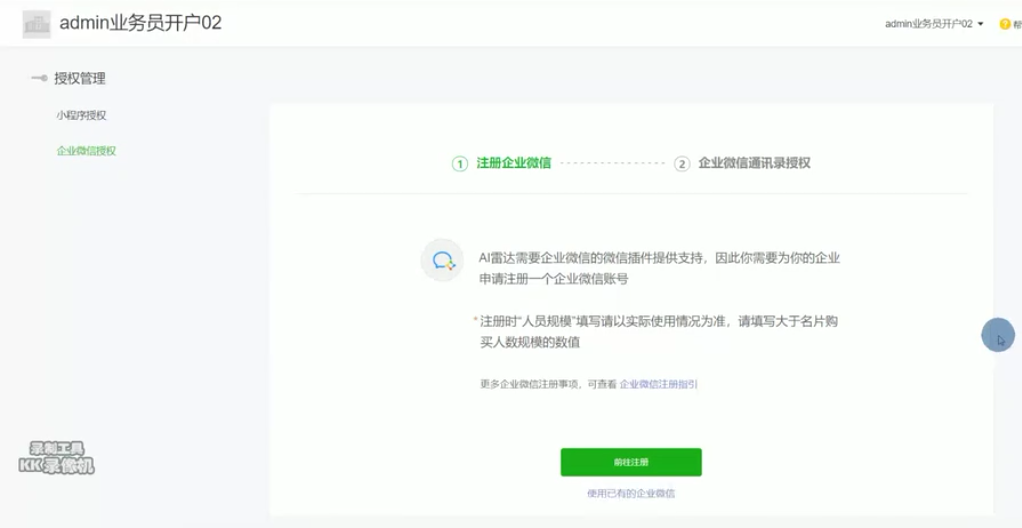 admin业务员开户02
admin业务员开户02
帮
授权管理
小程序授权
企业微信授权
1 注册企业微信
2 企业微信通讯录授权
AI雷达需要企业微信的微信插件提供支持，因此你需要为你的企业
申请注册一个企业微信账号
*注册时“人员规模”填写请以实际使用情况为准，请填写大于名片购
买人数规模的数值
更多企业微信注册事项，可查看 企业微信注册指引
前往注册
使用已有的企业微信
录制工具
KK录像机